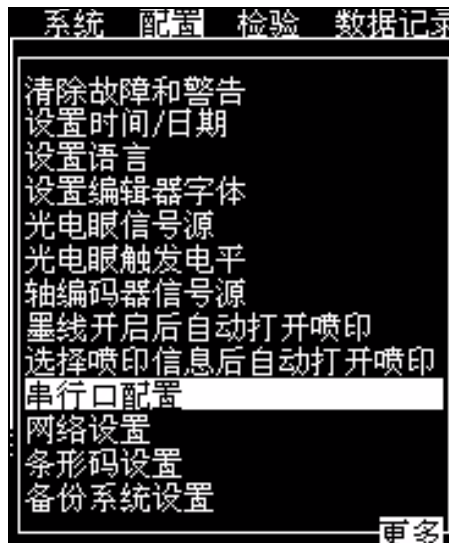 系统 配置 检验 数据记录
清除故障和警告
设置时间/日期
设置语言
设置编辑器字体
光电眼信号源
光电眼触发电平
轴编码器信号源
墨线开启后自动打开喷印
选择喷印信息后自动打开喷印
串行口配置
网络设置
条形码设置
备份系统设置
更多